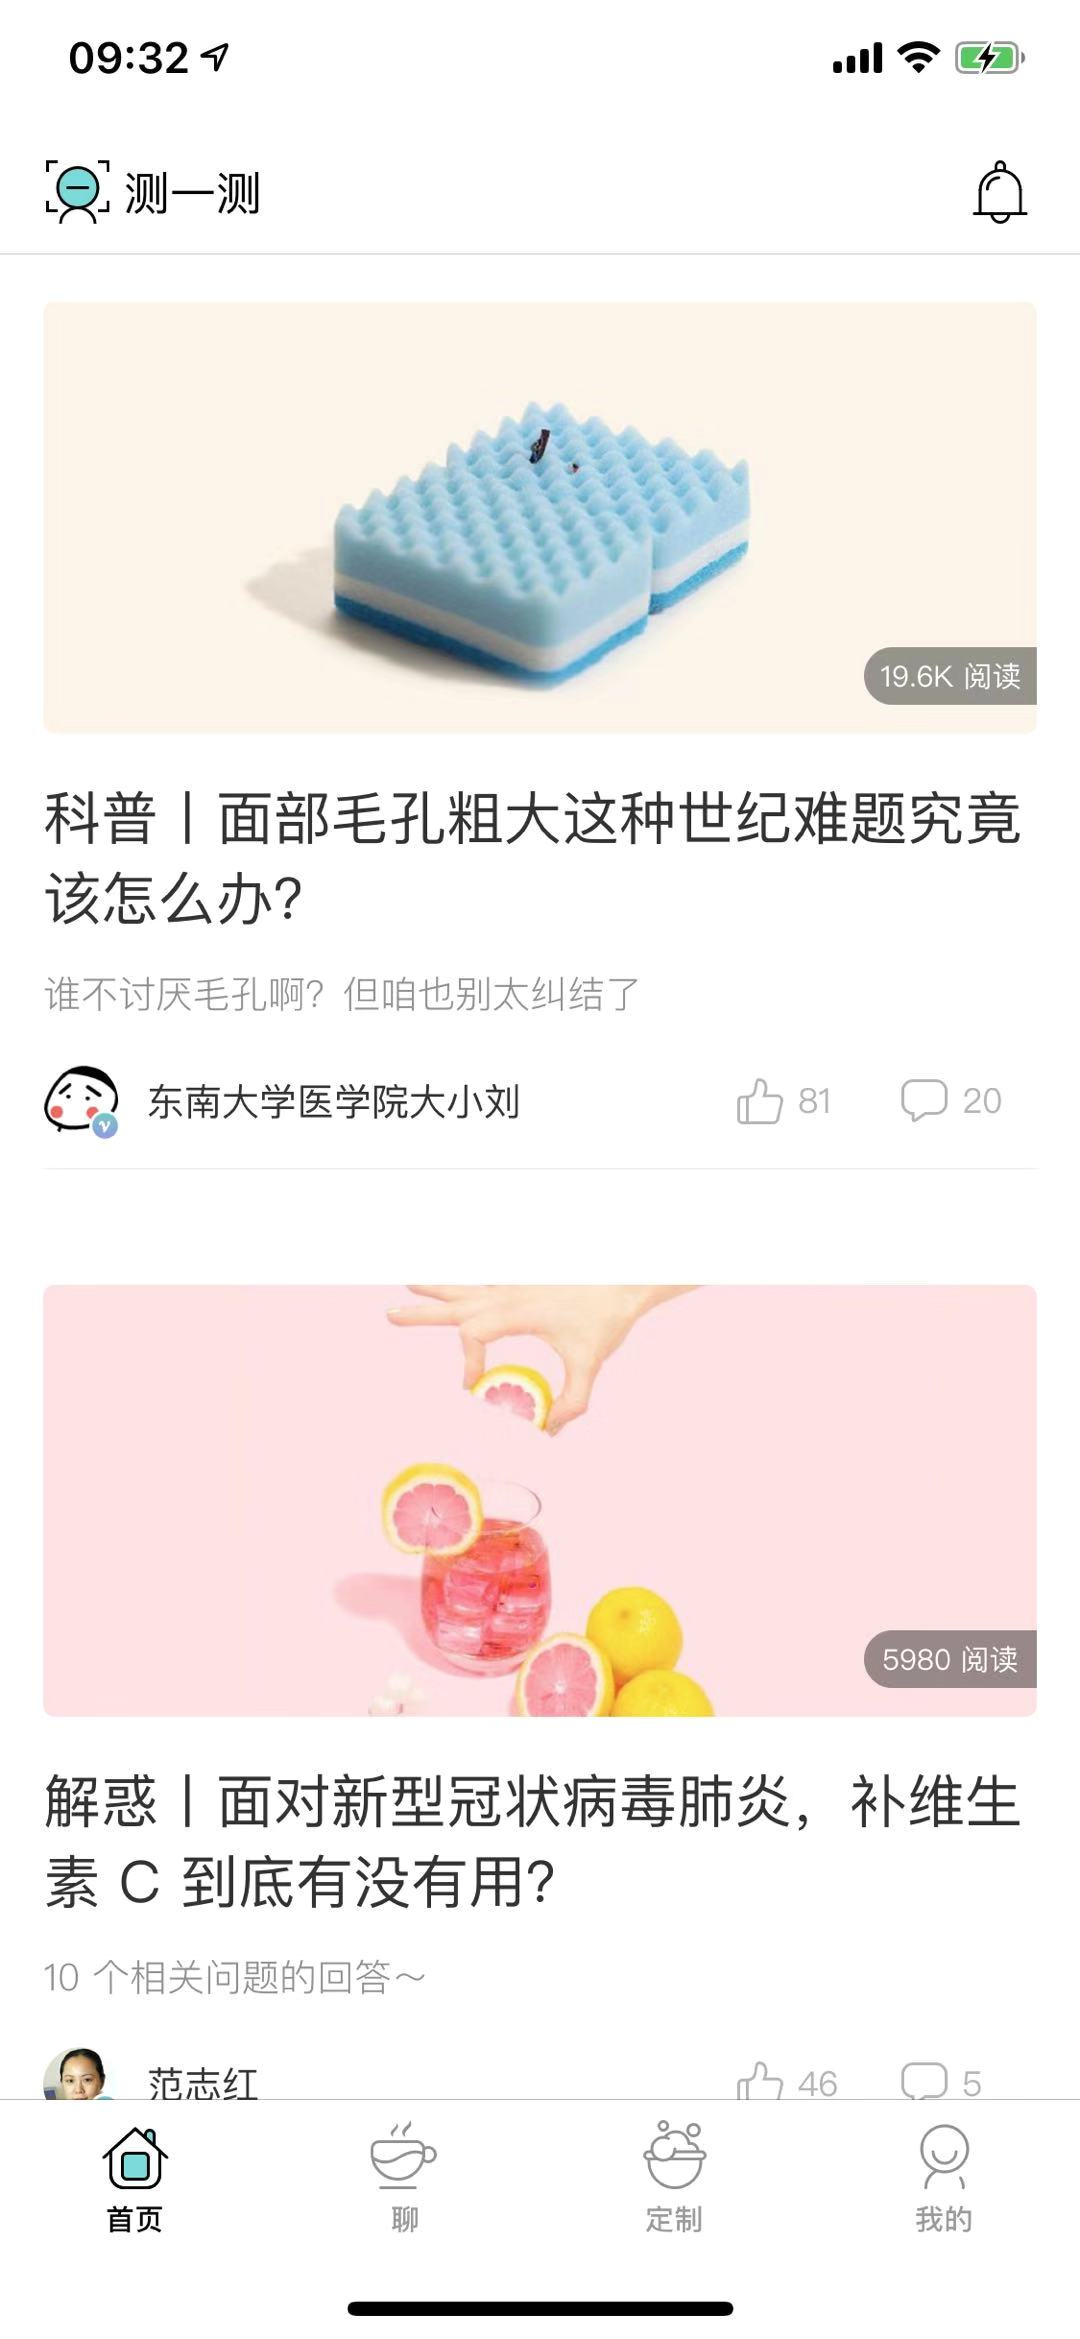 09:32
测一测
19.6K 阅读
科普丨面部毛孔粗大这种世纪难题究竟
该怎么办？
谁不讨厌毛孔啊？但咱也别太纠结了
东南大学医学院大小刘 81 20
5980 阅读
解惑丨面对新型冠状病毒肺炎，补维生
素 C 到底有没有用？
10 个相关问题的回答～
范志红 46 5
首页 聊 定制 我的